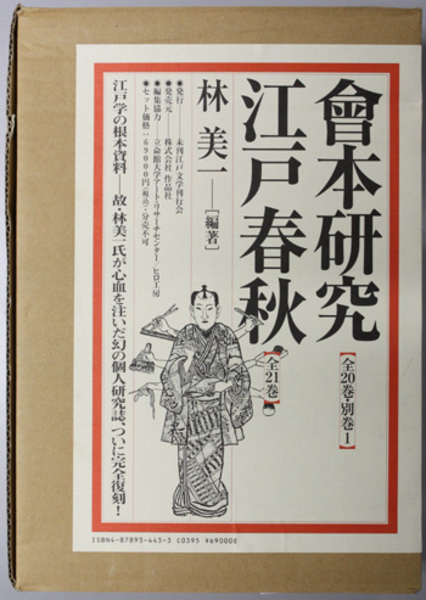 會本研究
【全20巻・別巻1】
江戸春秋
【全21巻】
林 美一――［編著］
●発行 未刊江戸文学刊行会
●発売元 株式会社 作品社
●編集協力 立命館大学アート・リサーチセンター/ヒロ工房
●セット価格：69000円(税込)・分売不可
江戸学の根本資料――故・林美一氏が心血を注いだ幻の個人研究誌、ついに完全復刻！
ISBN4-87893-443-3 C0395 ¥69000E